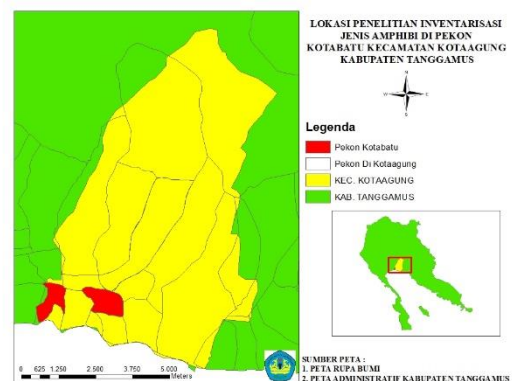 LOKASI PENELITIAN INVENTARISASI
JENIS AMPHIBI DI PEKON
KOTABATU KECAMATAN KOTAAGUNG
KABUPATEN TANGGAMUS
N
W E
S
Legenda
Pekon Kotabatu
Pekon Di Kotaagung
KEC. KOTAAGUNG
KAB. TANGGAMUS
0 625 1.250 2.500 3.750 5.000
Meters
SUMBER PETA :
1. PETA RUPA BUMI
2. PETA ADMINISTRATIF KABUPATEN TANGGAMUS